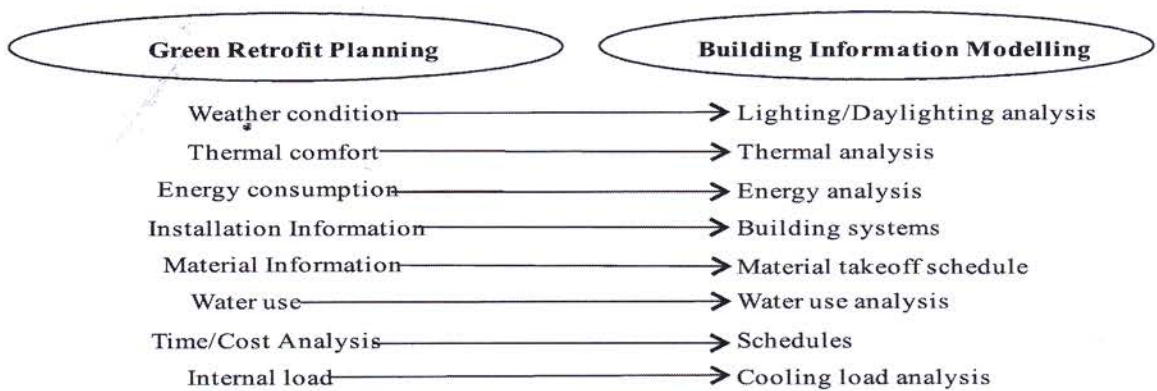 Green Retrofit Planning Building Information Modelling
Weather condition Lighting/Daylighting analysis
Thermal comfort Thermal analysis
Energy consumption Energy analysis
Installation Information Building systems
Material Information Material takeoff schedule
Water use Water use analysis
Time/Cost Analysis Schedules
Internal load Cooling load analysis